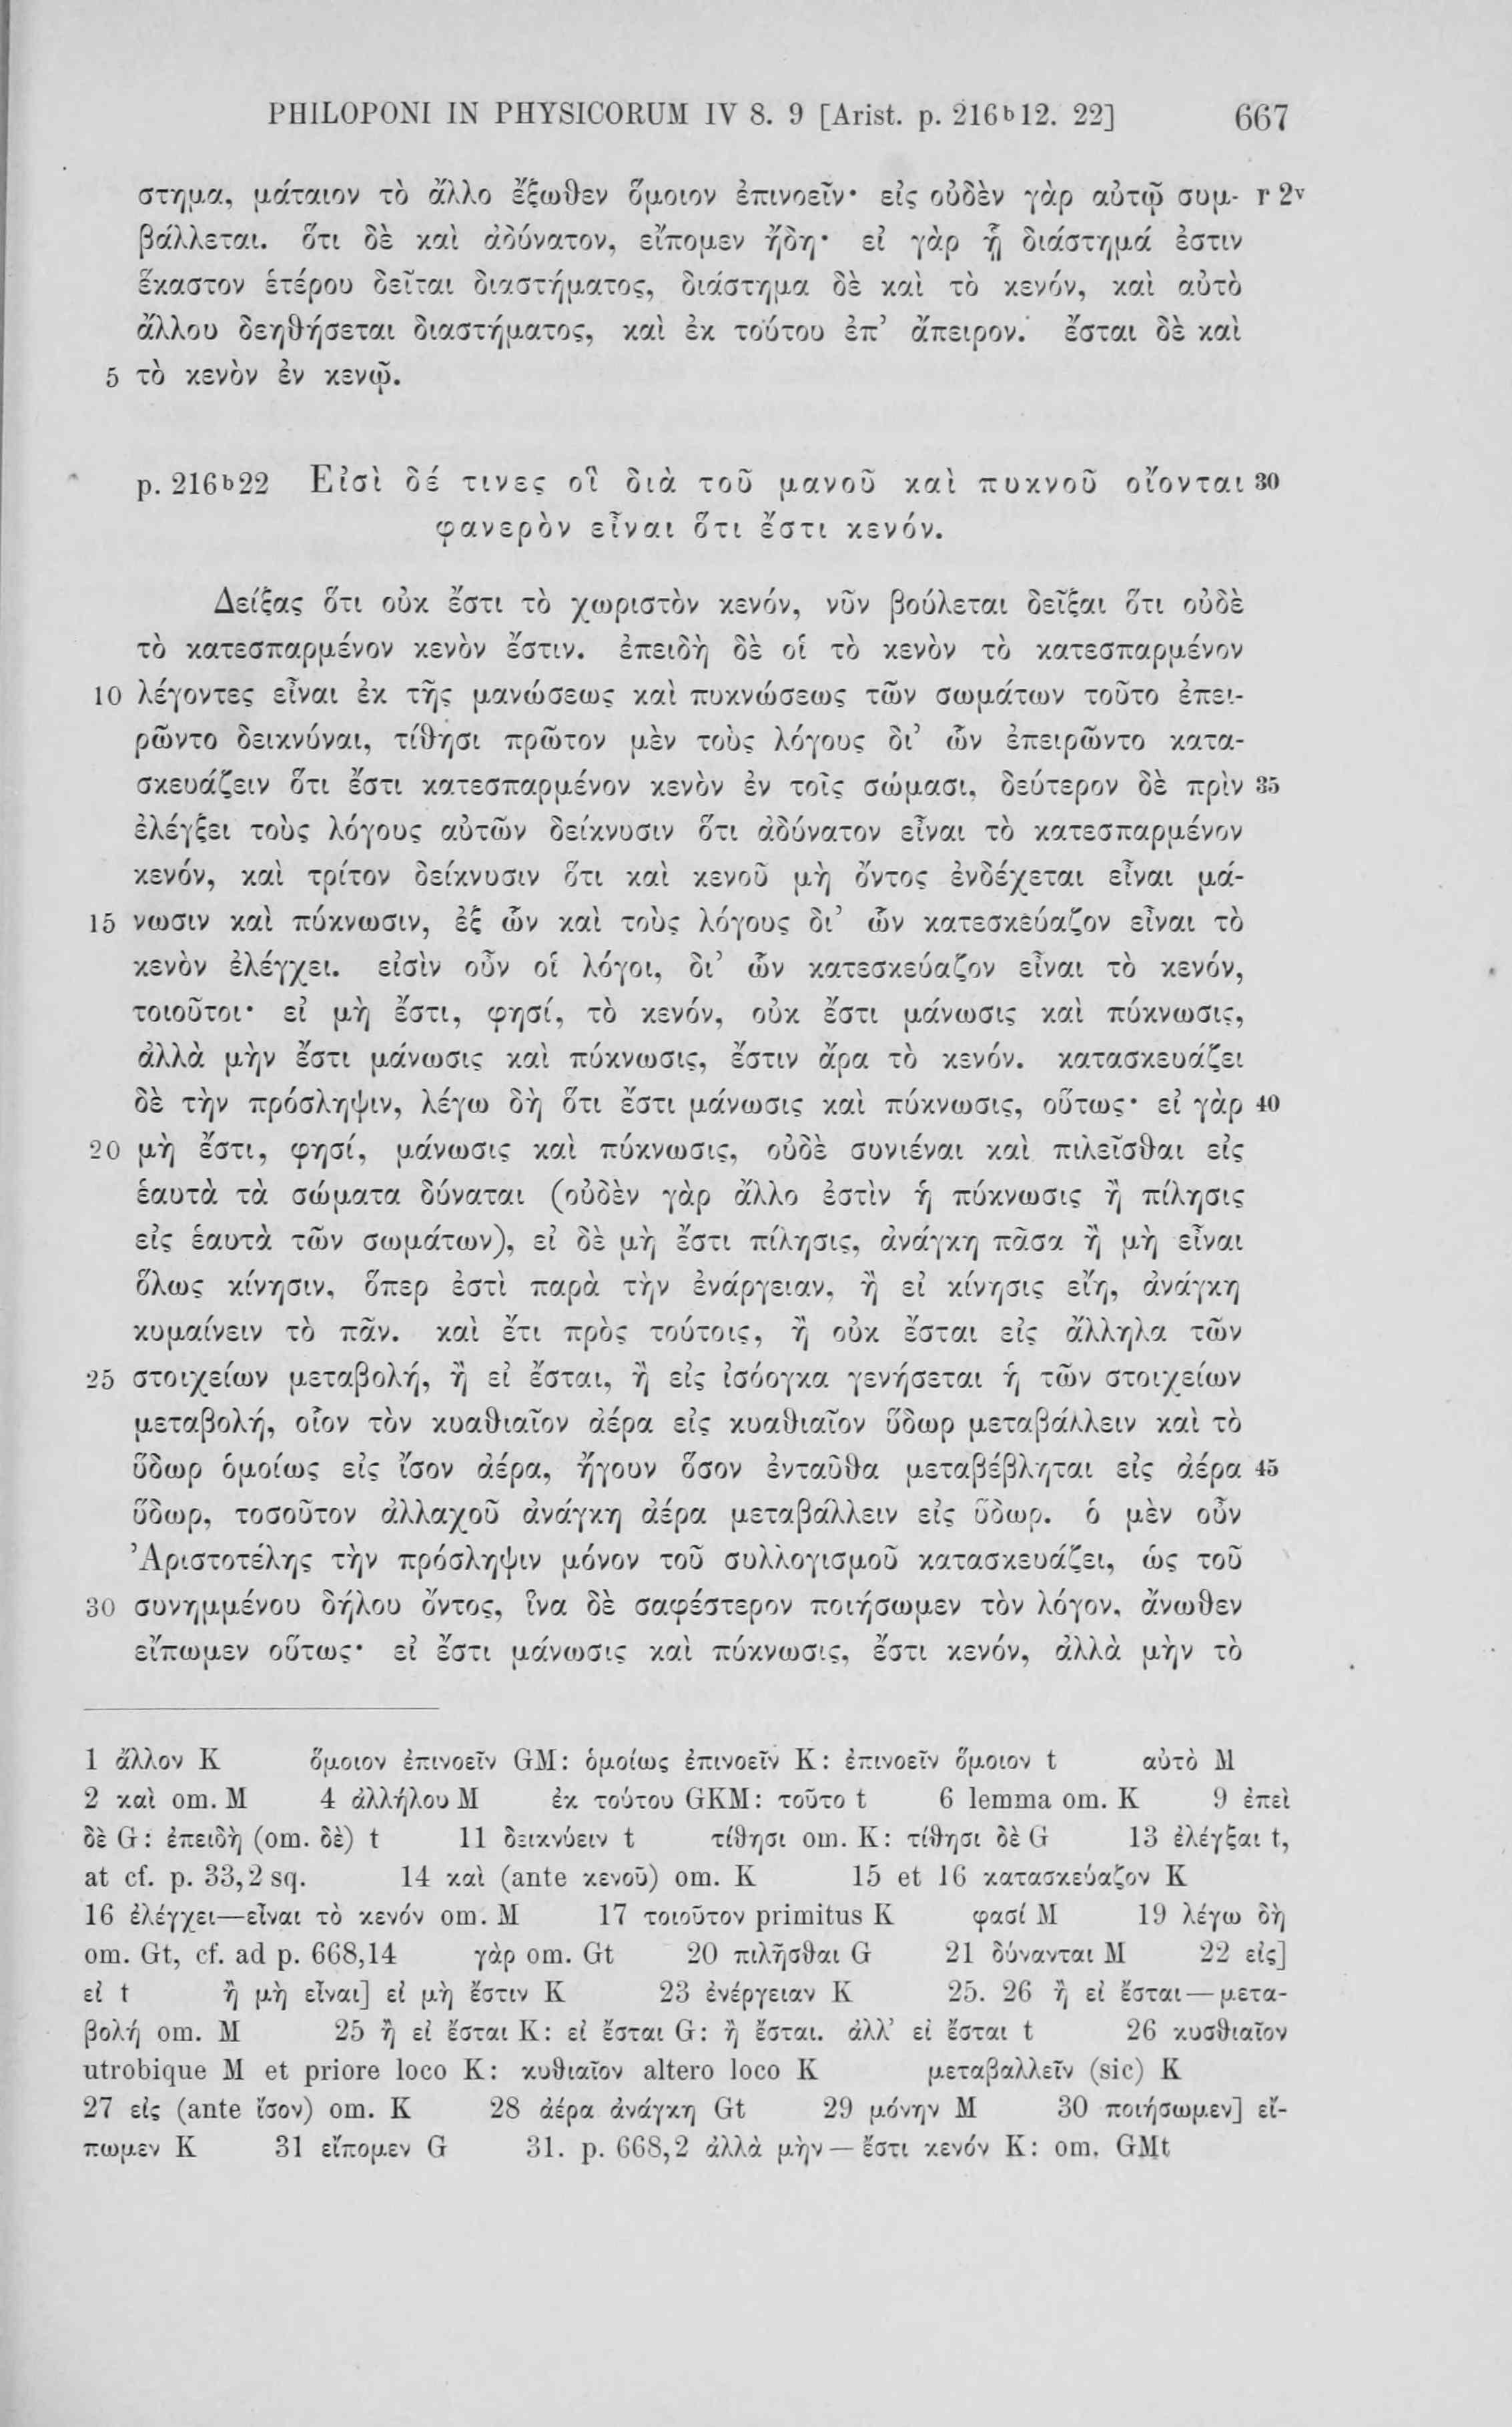 PHILOPONI IN PHYSICORUM IV 8. 9 [Arist. p. 216ᵇ12. 22] 667
στημα, μάταιον τὸ ἄλλο ἔξωθεν ὅμοιον ἐπινοεῖν· εἰς οὐδὲν γὰρ αὐτῷ συμ- r 2ᵛ
βάλλεται. ὅτι δὲ καὶ ἀδύνατον, εἴπομεν ἤδη· εἰ γὰρ ᾗ διάστημά ἐστιν
ἕκαστον ἑτέρου δεῖται διαστήματος, διάστημα δὲ καὶ τὸ κενόν, καὶ αὐτὸ
ἄλλου δεηθήσεται διαστήματος, καὶ ἐκ τούτου ἐπ’ ἄπειρον. ἔσται δὲ καὶ
5 τὸ κενὸν ἐν κενῷ.
p. 216ᵇ22 Εἰσὶ δέ τινες οἳ διὰ τοῦ μανοῦ καὶ πυκνοῦ οἴονται 30
φανερὸν εἶναι ὅτι ἔστι κενόν.
Δείξας ὅτι οὐκ ἔστι τὸ χωριστὸν κενόν, νῦν βούλεται δεῖξαι ὅτι οὐδὲ
τὸ κατεσπαρμένον κενὸν ἔστιν. ἐπειδὴ δὲ οἱ τὸ κενὸν τὸ κατεσπαρμένον
10 λέγοντες εἶναι ἐκ τῆς μανώσεως καὶ πυκνώσεως τῶν σωμάτων τοῦτο ἐπει-
ρῶντο δεικνύναι, τίθησι πρῶτον μὲν τοὺς λόγους δι’ ὧν ἐπειρῶντο κατα-
σκευάζειν ὅτι ἔστι κατεσπαρμένον κενὸν ἐν τοῖς σώμασι, δεύτερον δὲ πρὶν 35
ἐλέγξει τοὺς λόγους αὐτῶν δείκνυσιν ὅτι ἀδύνατον εἶναι τὸ κατεσπαρμένον
κενόν, καὶ τρίτον δείκνυσιν ὅτι καὶ κενοῦ μὴ ὄντος ἐνδέχεται εἶναι μά-
15 νωσιν καὶ πύκνωσιν, ἐξ ὧν καὶ τοὺς λόγους δι’ ὧν κατεσκεύαζον εἶναι τὸ
κενὸν ἐλέγχει. εἰσὶν οὖν οἱ λόγοι, δι’ ὧν κατεσκεύαζον εἶναι τὸ κενόν,
τοιοῦτοι· εἰ μὴ ἔστι, φησί, τὸ κενόν, οὐκ ἔστι μάνωσις καὶ πύκνωσις,
ἀλλὰ μὴν ἔστι μάνωσις καὶ πύκνωσις, ἔστιν ἄρα τὸ κενόν. κατασκευάζει
δὲ τὴν πρόσληψιν, λέγω δὴ ὅτι ἔστι μάνωσις καὶ πύκνωσις, οὕτως· εἰ γὰρ 40
20 μὴ ἔστι, φησί, μάνωσις καὶ πύκνωσις, οὐδὲ συνιέναι καὶ πιλεῖσθαι εἰς
ἑαυτὰ τὰ σώματα δύναται (οὐδὲν γὰρ ἄλλο ἐστὶν ἡ πύκνωσις ἢ πίλησις
εἰς ἑαυτὰ τῶν σωμάτων), εἰ δὲ μὴ ἔστι πίλησις, ἀνάγκη πᾶσα ἢ μὴ εἶναι
ὅλως κίνησιν, ὅπερ ἐστὶ παρὰ τὴν ἐνάργειαν, ἢ εἰ κίνησις εἴη, ἀνάγκη
κυμαίνειν τὸ πᾶν. καὶ ἔτι πρὸς τούτοις, ἢ οὐκ ἔσται εἰς ἄλληλα τῶν
25 στοιχείων μεταβολή, ἢ εἰ ἔσται, ἢ εἰς ἰσόογκα γενήσεται ἡ τῶν στοιχείων
μεταβολή, οἷον τὸν κυαθιαῖον ἀέρα εἰς κυαθιαῖον ὕδωρ μεταβάλλειν καὶ τὸ
ὕδωρ ὁμοίως εἰς ἴσον ἀέρα, ἤγουν ὅσον ἐνταῦθα μεταβέβληται εἰς ἀέρα 45
ὕδωρ, τοσοῦτον ἀλλαχοῦ ἀνάγκη ἀέρα μεταβάλλειν εἰς ὕδωρ. ὁ μὲν οὖν
Ἀριστοτέλης τὴν πρόσληψιν μόνον τοῦ συλλογισμοῦ κατασκευάζει, ὡς τοῦ
30 συνημμένου δήλου ὄντος, ἵνα δὲ σαφέστερον ποιήσωμεν τὸν λόγον, ἄνωθεν
εἴπωμεν οὕτως· εἰ ἔστι μάνωσις καὶ πύκνωσις, ἔστι κενόν, ἀλλὰ μὴν τὸ
1 ἄλλον K ὅμοιον ἐπινοεῖν GM: ὁμοίως ἐπινοεῖν K: ἐπινοεῖν ὅμοιον t αὐτὸ M
2 καὶ om. M 4 ἀλλήλου M ἐκ τούτου GKM: τοῦτο t 6 lemma om. K 9 ἐπεὶ
δὲ G: ἐπειδὴ (om. δὲ) t 11 δεικνύειν t τίθησι om. K: τίθησι δὲ G 13 ἐλέγξαι t,
at cf. p. 33,2 sq. 14 καὶ (ante κενοῦ) om. K 15 et 16 κατασκεύαζον K
16 ἐλέγχει—εἶναι τὸ κενόν om. M 17 τοιοῦτον primitus K φασί M 19 λέγω δὴ
om. Gt, cf. ad p. 668,14 γὰρ om. Gt 20 πιλῆσθαι G 21 δύνανται M 22 εἰς]
εἰ t ἢ μὴ εἶναι] εἰ μὴ ἔστιν K 23 ἐνέργειαν K 25. 26 ἢ εἰ ἔσται—μετα-
βολή om. M 25 ἢ εἰ ἔσται K: εἰ ἔσται G: ἢ ἔσται. ἀλλ’ εἰ ἔσται t 26 κυσθιαῖον
utrobique M et priore loco K: κυθιαῖον altero loco K μεταβαλλεῖν (sic) K
27 εἰς (ante ἴσον) om. K 28 ἀέρα ἀνάγκη Gt 29 μόνην M 30 ποιήσωμεν] εἴ-
πωμεν K 31 εἴπομεν G 31. p. 668,2 ἀλλὰ μὴν—ἔστι κενόν K: om. GMt